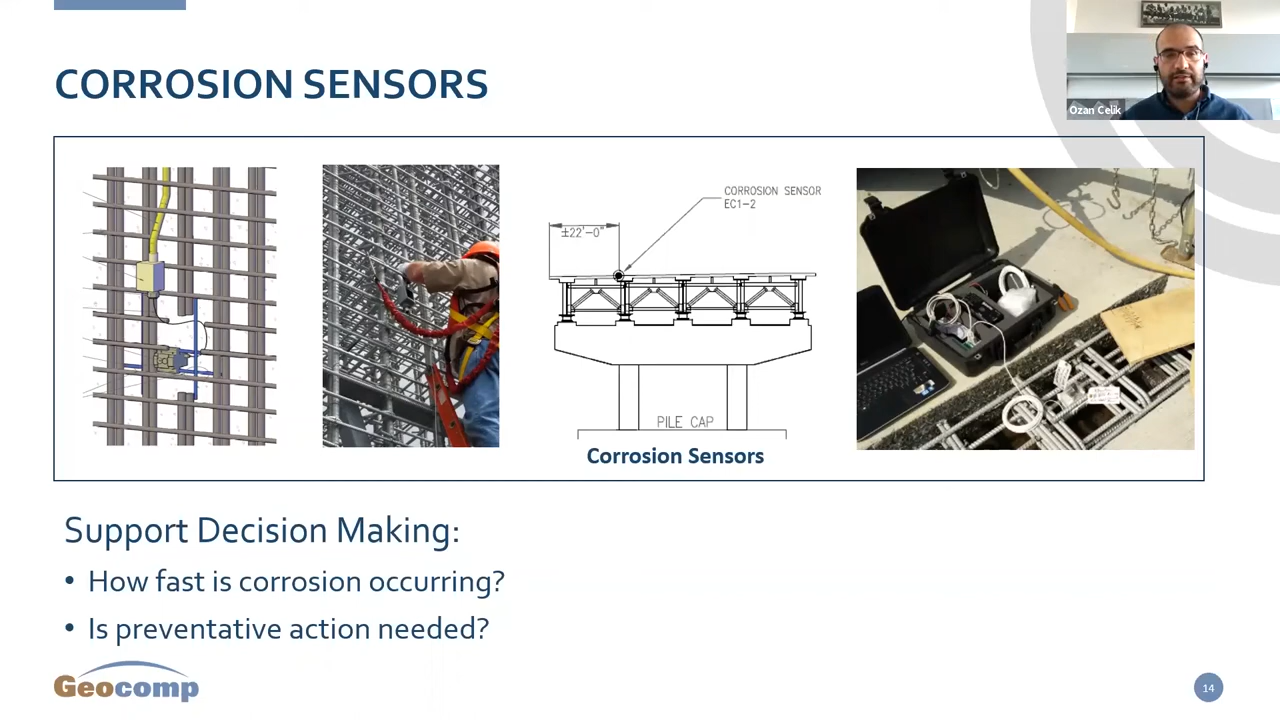 CORROSION SENSORS
Ozan Celik
CORROSION SENSOR
EC1-2
±22'-0"
PILE CAP
Corrosion Sensors
Support Decision Making:
• How fast is corrosion occurring?
• Is preventative action needed?
Geocomp
14